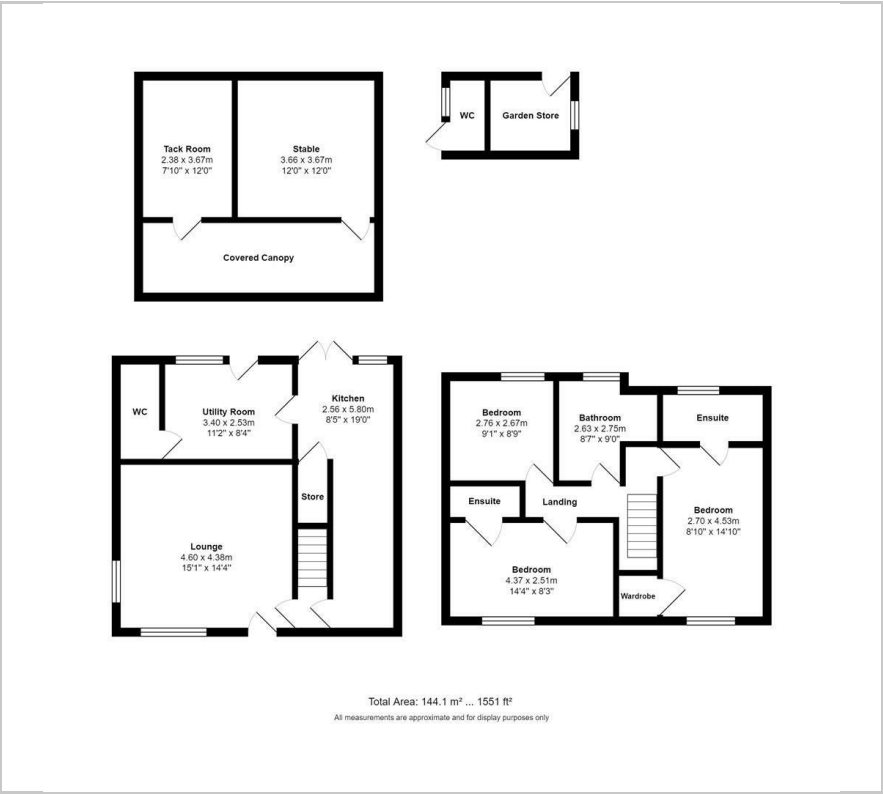 Tack Room
2.38 x 3.67m
7'10" x 12'0"
Stable
3.66 x 3.67m
12'0" x 12'0"
Covered Canopy
WC
Garden Store
WC
Utility Room
3.40 x 2.53m
11'2" x 8'4"
Kitchen
2.56 x 5.80m
8'5" x 19'0"
Store
Lounge
4.60 x 4.38m
15'1" x 14'4"
Bedroom
2.76 x 2.67m
9'1" x 8'9"
Bathroom
2.63 x 2.75m
8'7" x 9'0"
Ensuite
Ensuite
Landing
Bedroom
2.70 x 4.53m
8'10" x 14'10"
Bedroom
4.37 x 2.51m
14'4" x 8'3"
Wardrobe
Total Area: 144.1 m² ... 1551 ft²
All measurements are approximate and for display purposes only